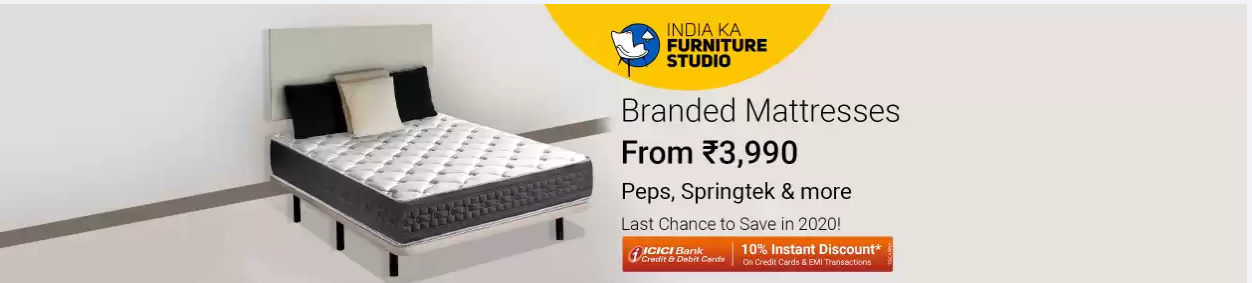 INDIA KA
FURNITURE
STUDIO
Branded Mattresses
From ₹3,990
Peps, Springtek & more
Last Chance to Save in 2020!
ICICI Bank
Credit & Debit Cards
10% Instant Discount*
On Credit Cards & EMI Transactions